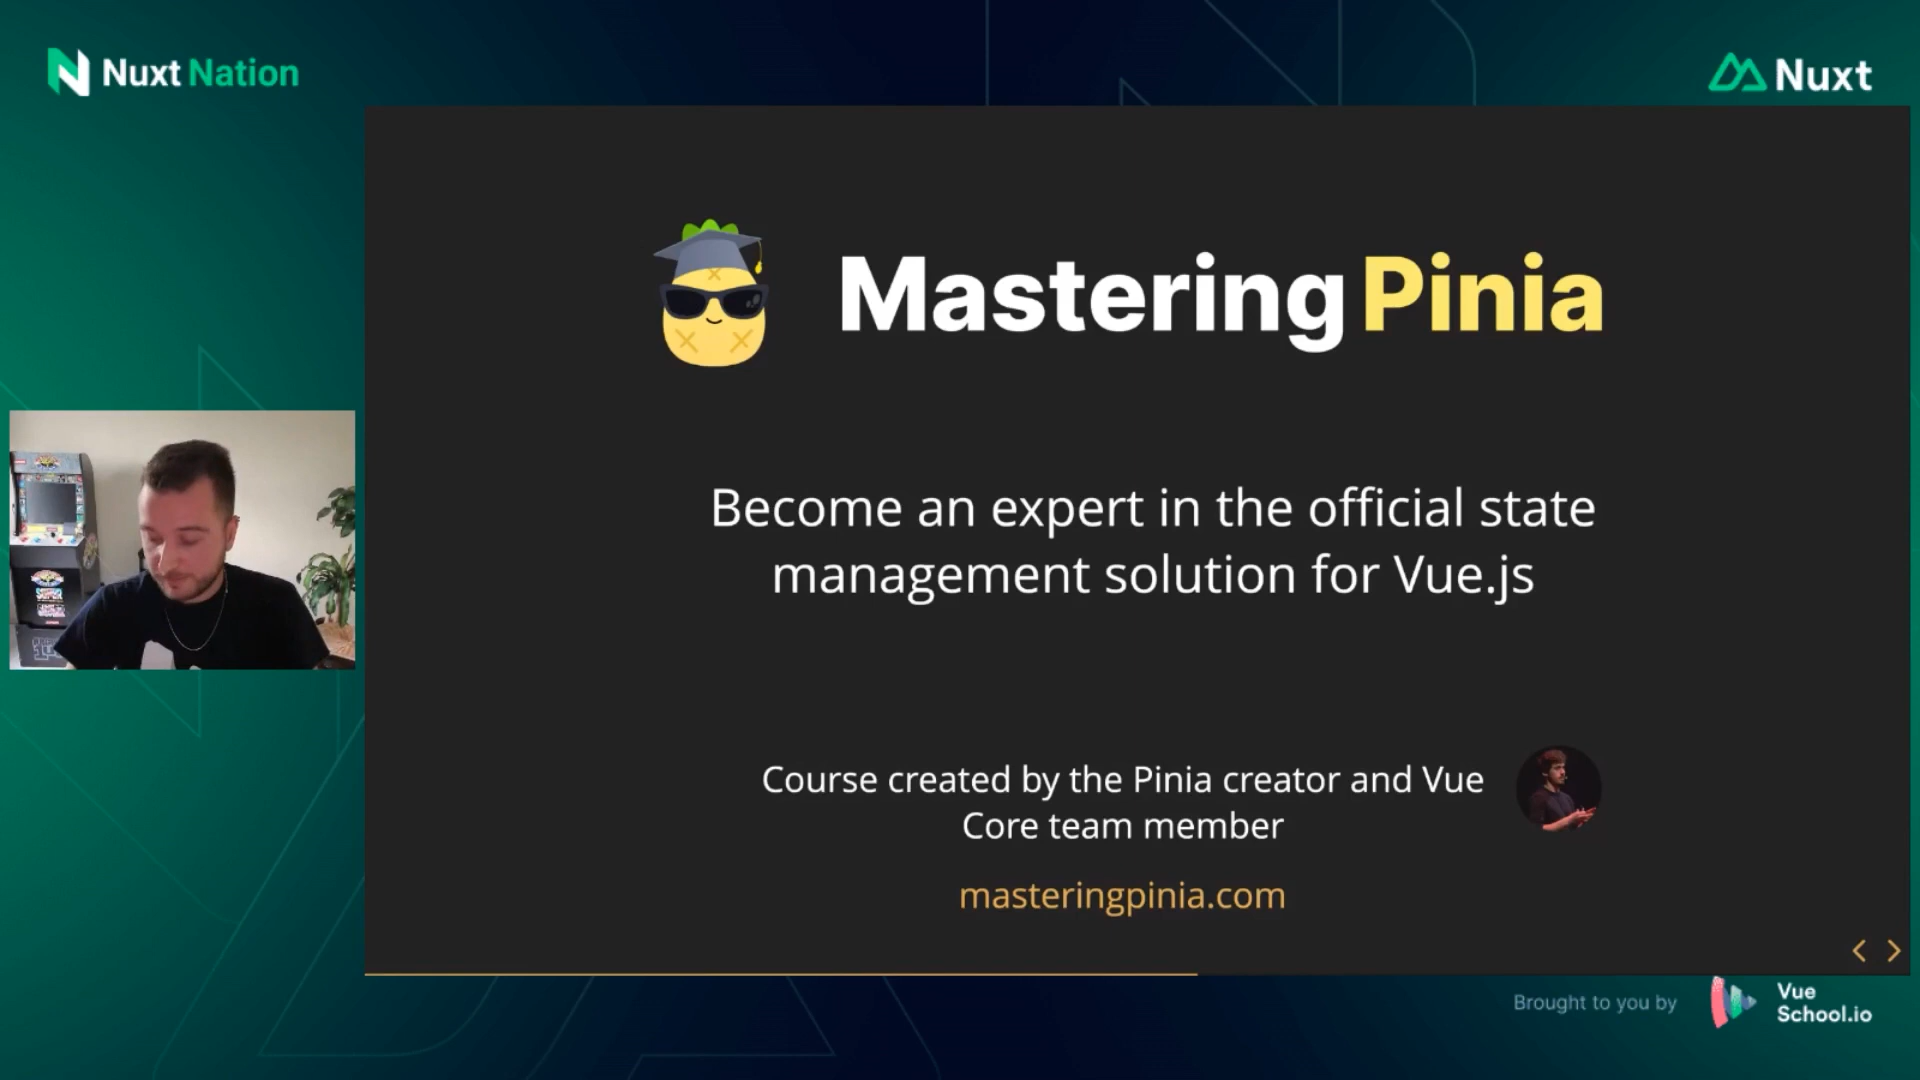 Nuxt Nation
Nuxt
Mastering Pinia
Become an expert in the official state
management solution for Vue.js
Course created by the Pinia creator and Vue
Core team member
masteringpinia.com
Brought to you by
Vue
School.io